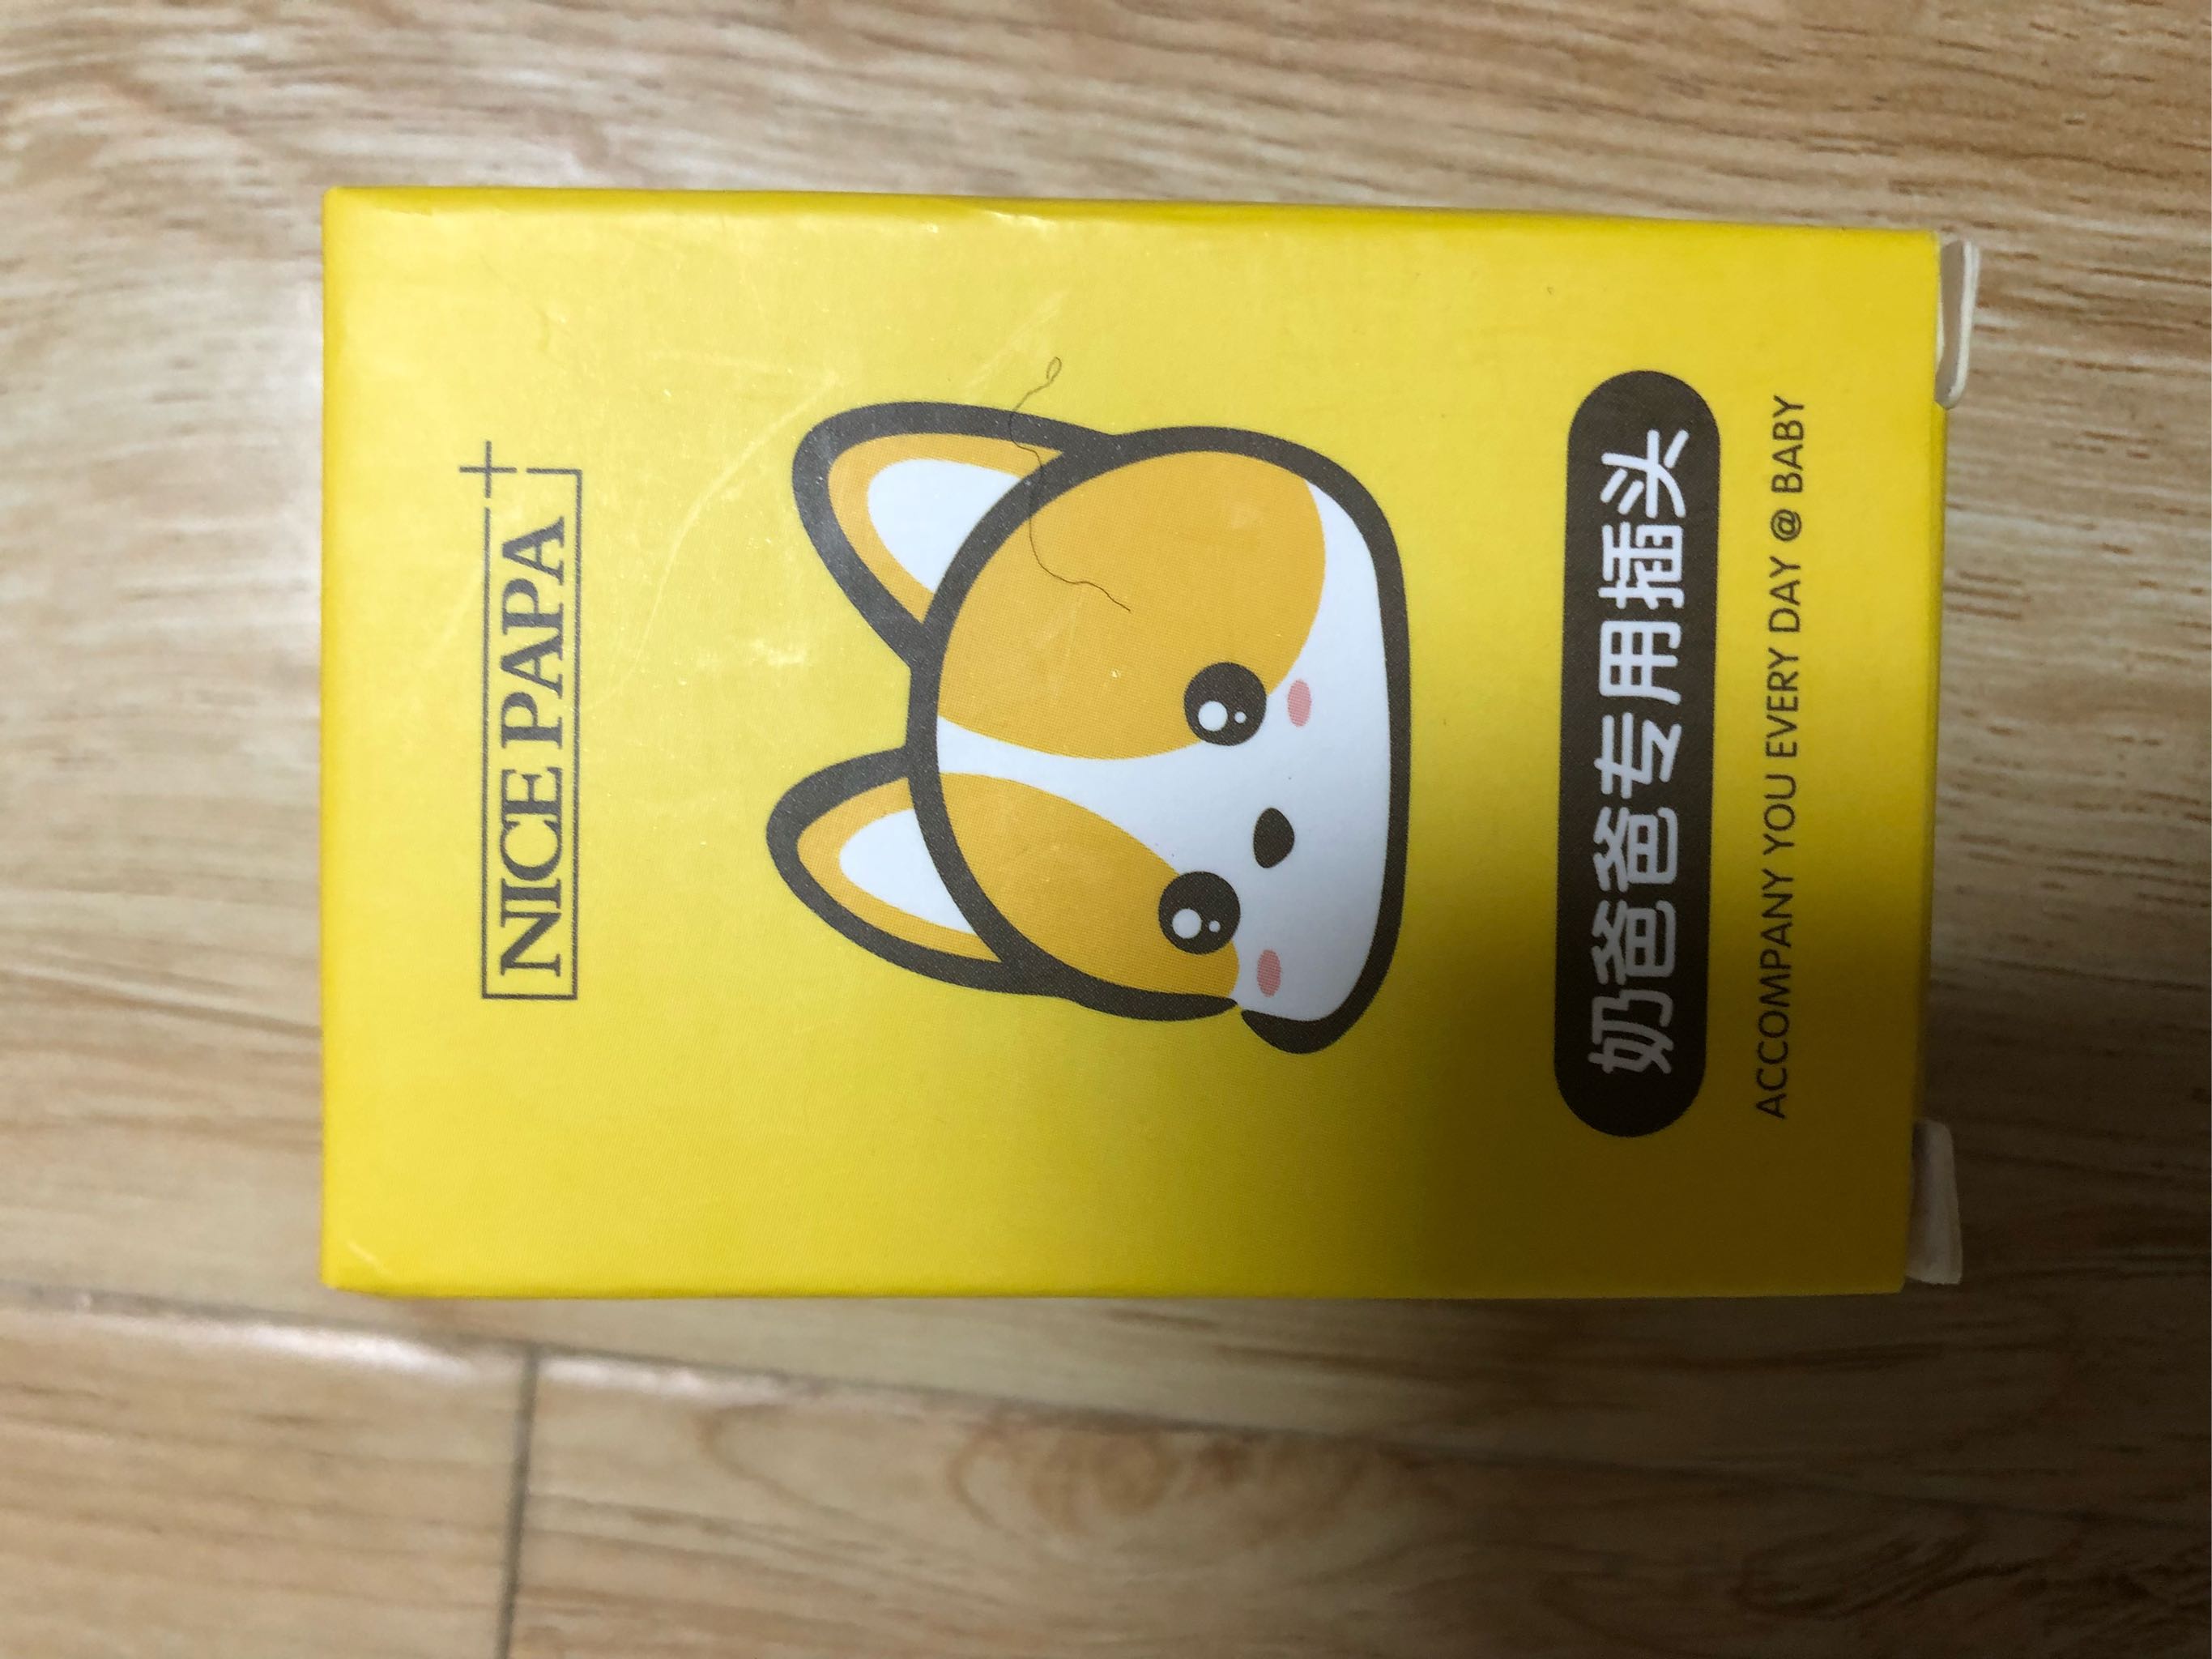 NICE PAPA+
奶爸爸专用插头
ACCOMPANY YOU EVERY DAY @ BABY